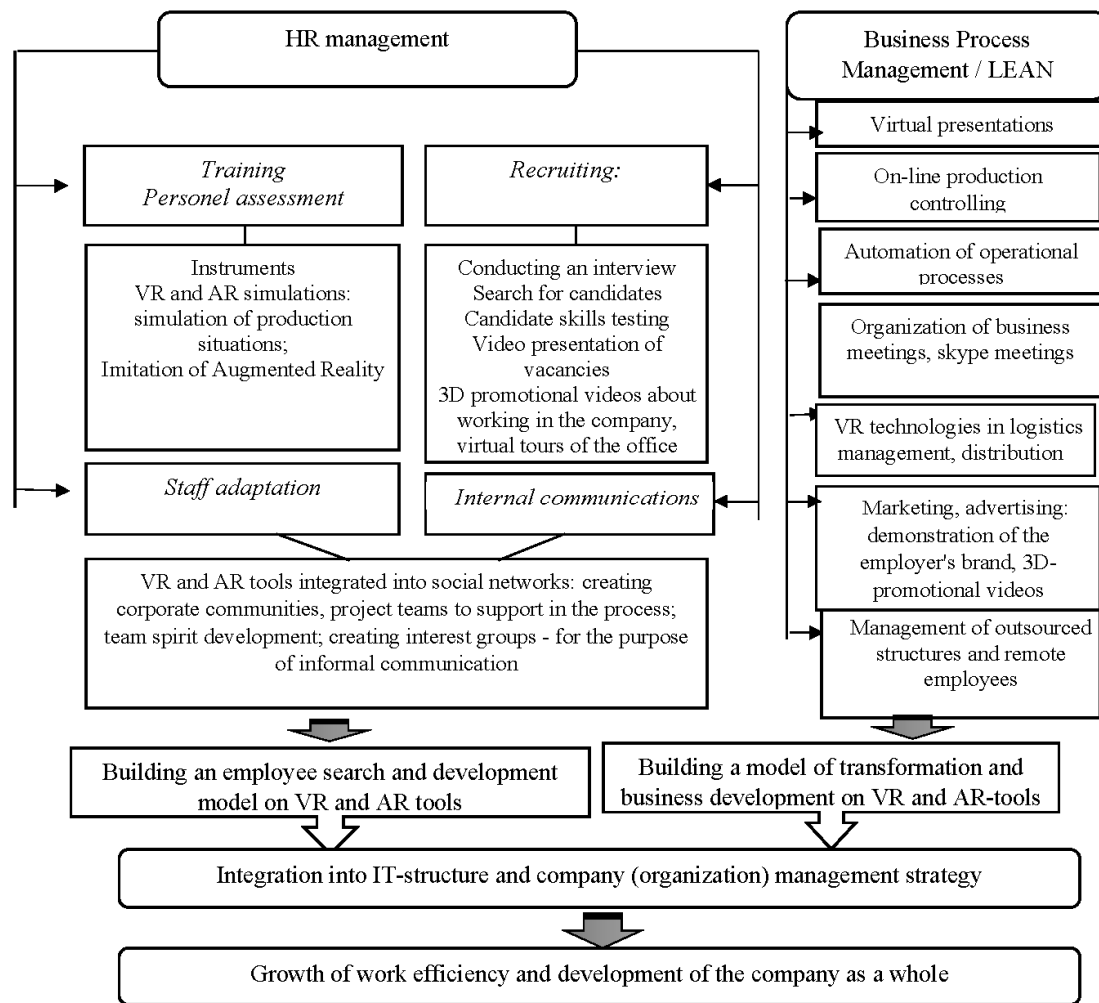 HR management
Business Process
Management / LEAN
Training
Personel assessment
Recruiting:
Instruments
VR and AR simulations:
simulation of production
situations;
Imitation of Augmented Reality
Conducting an interview
Search for candidates
Candidate skills testing
Video presentation of
vacancies
3D promotional videos about
working in the company,
virtual tours of the office
Staff adaptation
Internal communications
VR and AR tools integrated into social networks: creating
corporate communities, project teams to support in the process;
team spirit development; creating interest groups - for the purpose
of informal communication
Virtual presentations
On-line production
controlling
Automation of operational
processes
Organization of business
meetings, skype meetings
VR technologies in logistics
management, distribution
Marketing, advertising:
demonstration of the
employer's brand, 3D-
promotional videos
Management of outsourced
structures and remote
employees
Building an employee search and development
model on VR and AR tools
Building a model of transformation and
business development on VR and AR-tools
Integration into IT-structure and company (organization) management strategy
Growth of work efficiency and development of the company as a whole